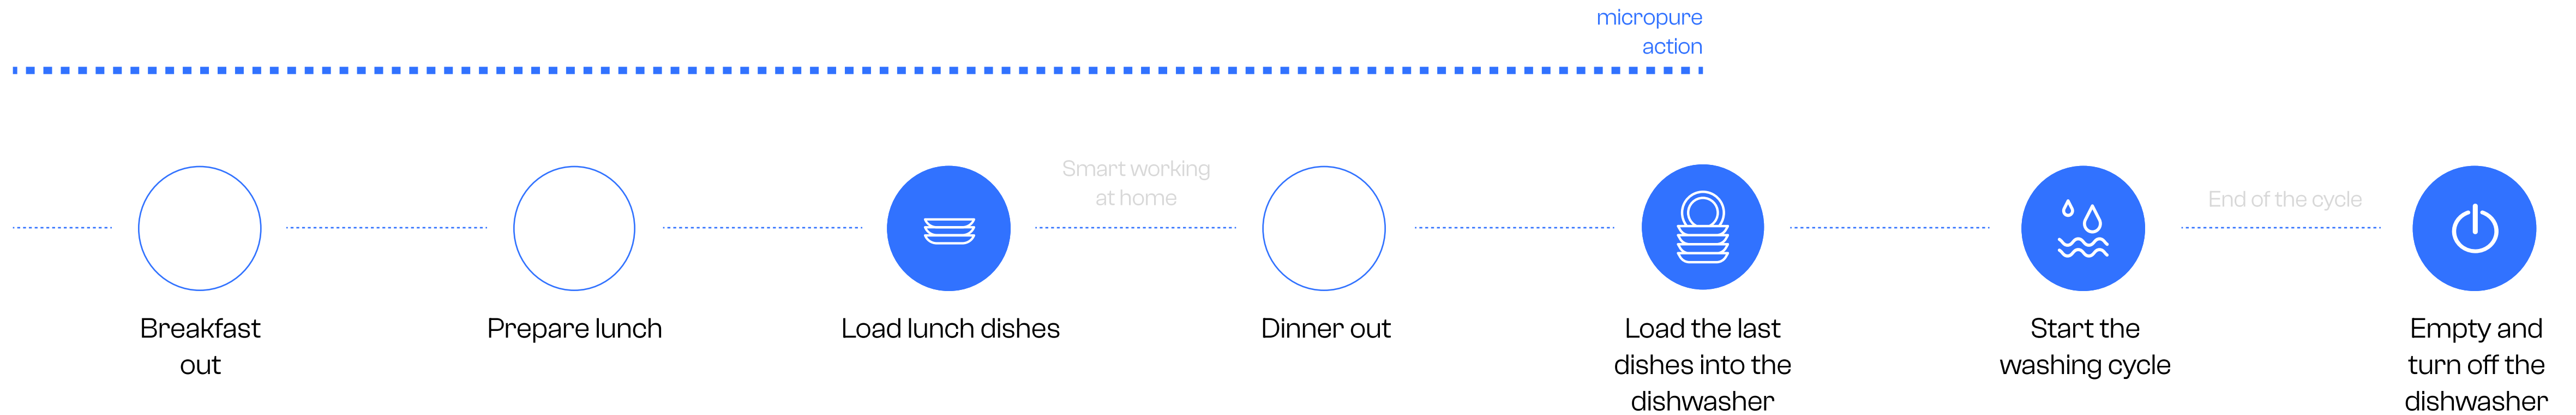 micropure
action
Smart working
at home
End of the cycle
Breakfast
out
Prepare lunch
Load lunch dishes
Dinner out
Load the last
dishes into the
dishwasher
Start the
washing cycle
Empty and
turn off the
dishwasher